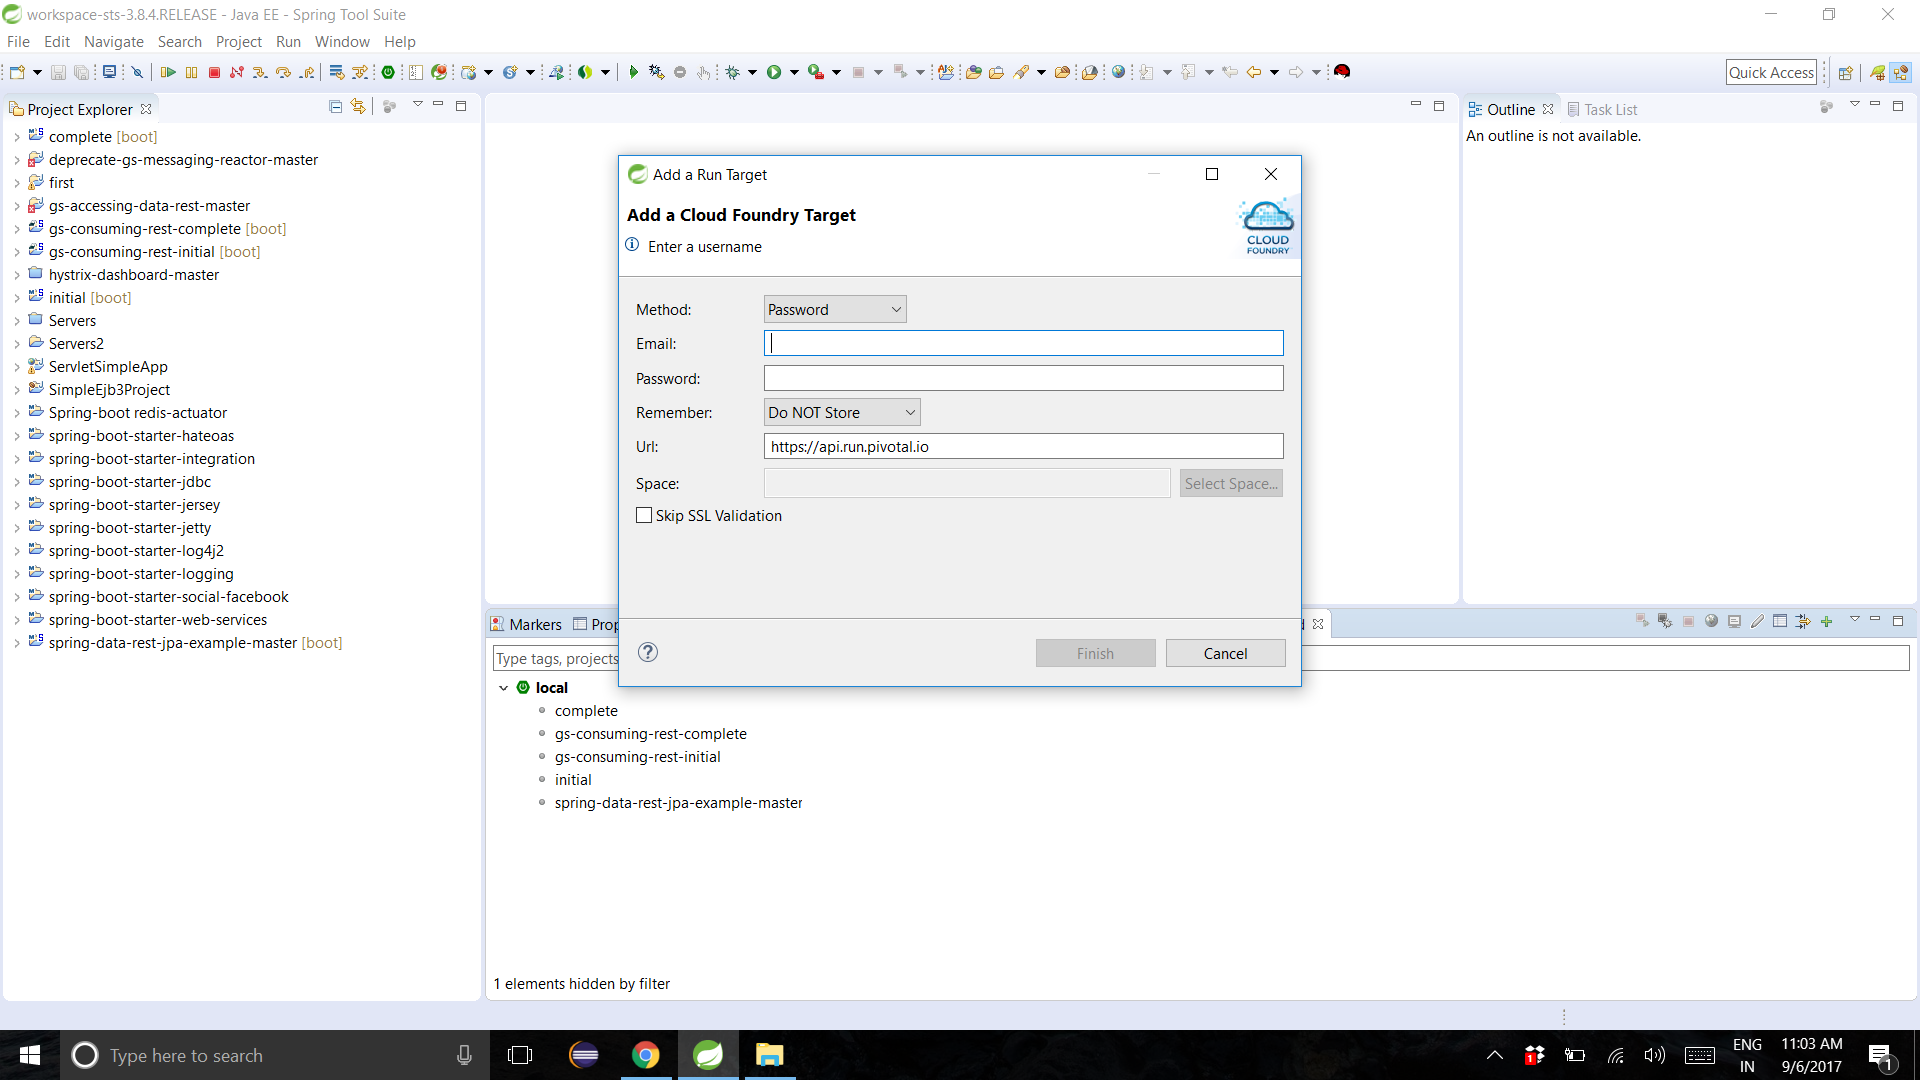 workspace-sts-3.8.4.RELEASE - Java EE - Spring Tool Suite
File Edit Navigate Search Project Run Window Help
Quick Access
Project Explorer
complete [boot]
deprecate-gs-messaging-reactor-master
first
gs-accessing-data-rest-master
gs-consuming-rest-complete [boot]
gs-consuming-rest-initial [boot]
hystrix-dashboard-master
initial [boot]
Servers
Servers2
ServletSimpleApp
SimpleEjb3Project
Spring-boot redis-actuator
spring-boot-starter-hateoas
spring-boot-starter-integration
spring-boot-starter-jdbc
spring-boot-starter-jersey
spring-boot-starter-jetty
spring-boot-starter-log4j2
spring-boot-starter-logging
spring-boot-starter-social-facebook
spring-boot-starter-web-services
spring-data-rest-jpa-example-master [boot]
Outline Task List
An outline is not available.
Add a Run Target
Add a Cloud Foundry Target
Enter a username
CLOUD
FOUNDRY
Method: Password
Email:
Password:
Remember: Do NOT Store
Url: https://api.run.pivotal.io
Space: Select Space...
Skip SSL Validation
Finish Cancel
Markers Prop
Type tags, projects
local
complete
gs-consuming-rest-complete
gs-consuming-rest-initial
initial
spring-data-rest-jpa-example-master
1 elements hidden by filter
Type here to search
ENG
IN
11:03 AM
9/6/2017
1
1